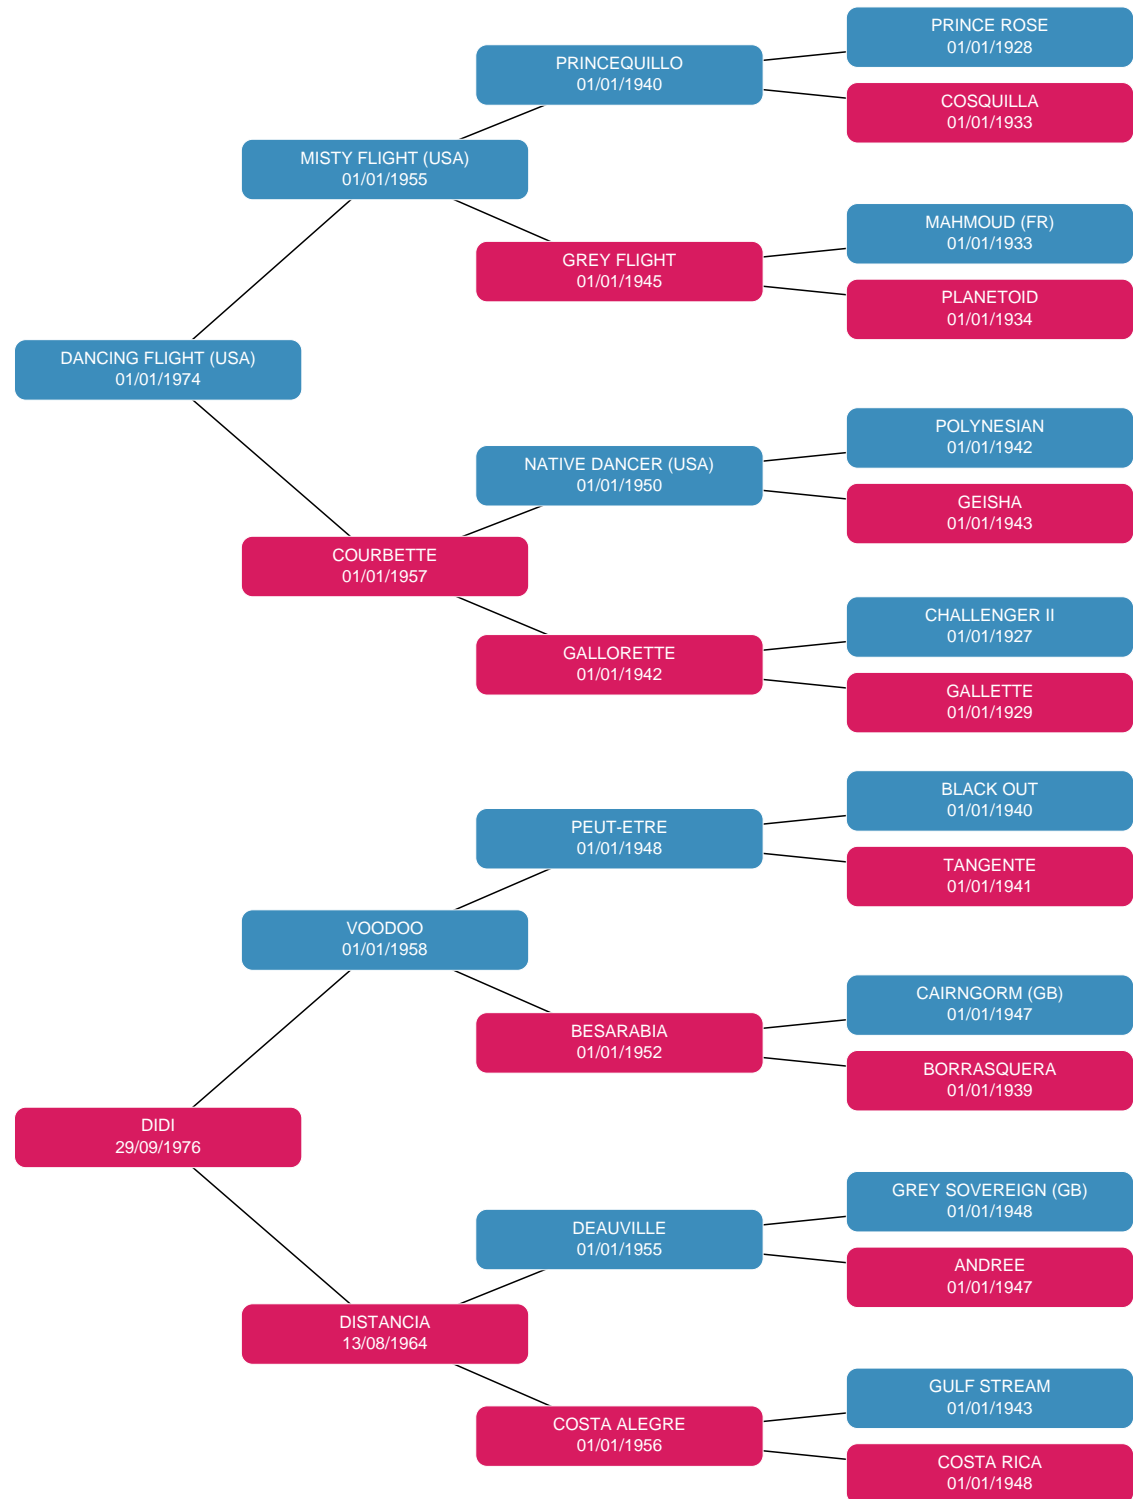 PRINCE ROSE
01/01/1928
PRINCEQUILLO
01/01/1940
COSQUILLA
01/01/1933
MISTY FLIGHT (USA)
01/01/1955
MAHMOUD (FR)
01/01/1933
GREY FLIGHT
01/01/1945
PLANETOID
01/01/1934
DANCING FLIGHT (USA)
01/01/1974
POLYNESIAN
01/01/1942
NATIVE DANCER (USA)
01/01/1950
GEISHA
01/01/1943
COURBETTE
01/01/1957
CHALLENGER II
01/01/1927
GALLORETTE
01/01/1942
GALLETTE
01/01/1929
BLACK OUT
01/01/1940
PEUT-ETRE
01/01/1948
TANGENTE
01/01/1941
VOODOO
01/01/1958
CAIRNGORM (GB)
01/01/1947
BESARABIA
01/01/1952
BORRASQUERA
01/01/1939
DIDI
29/09/1976
GREY SOVEREIGN (GB)
01/01/1948
DEAUVILLE
01/01/1955
ANDREE
01/01/1947
DISTANCIA
13/08/1964
GULF STREAM
01/01/1943
COSTA ALEGRE
01/01/1956
COSTA RICA
01/01/1948